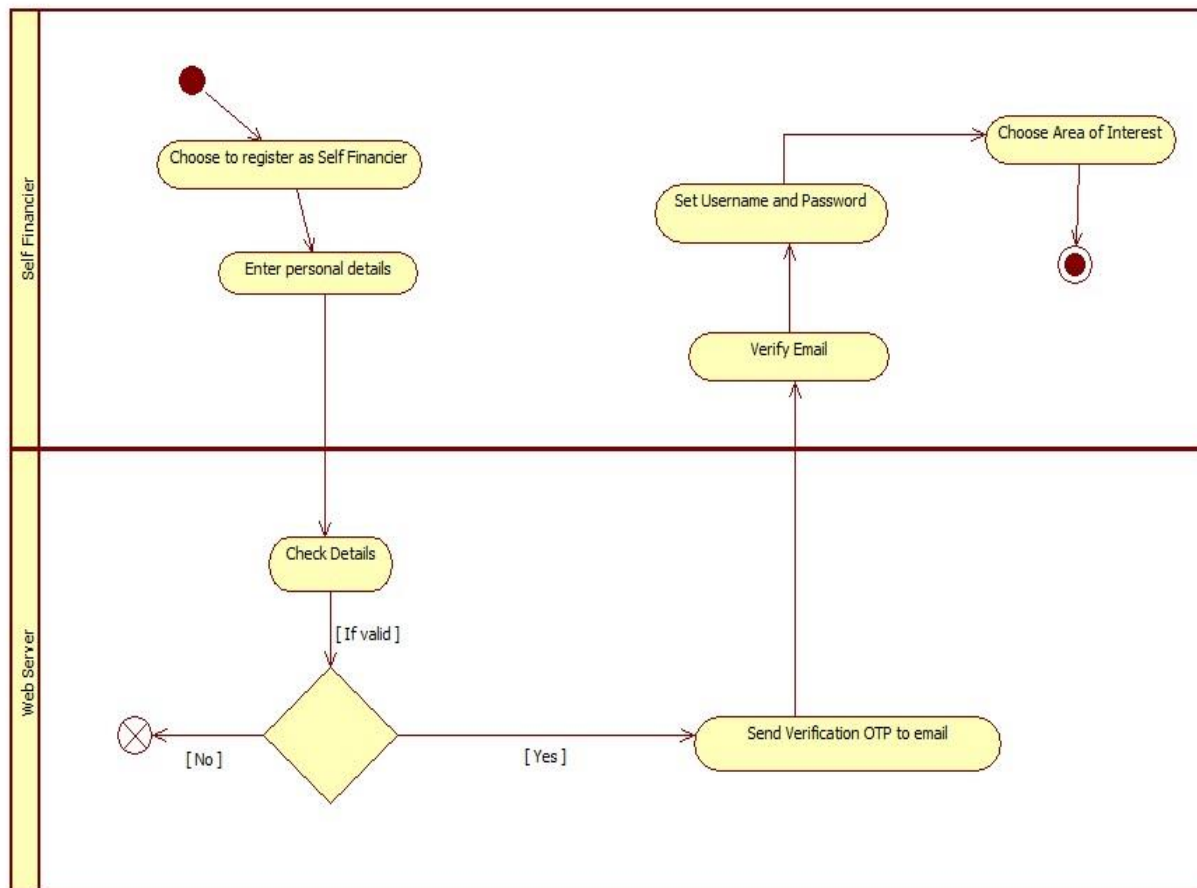 Self Financier
Choose to register as Self Financier
Enter personal details
Choose Area of Interest
Set Username and Password
Verify Email
Web Server
Check Details
[ If valid ]
[ No ]
[ Yes ]
Send Verification OTP to email